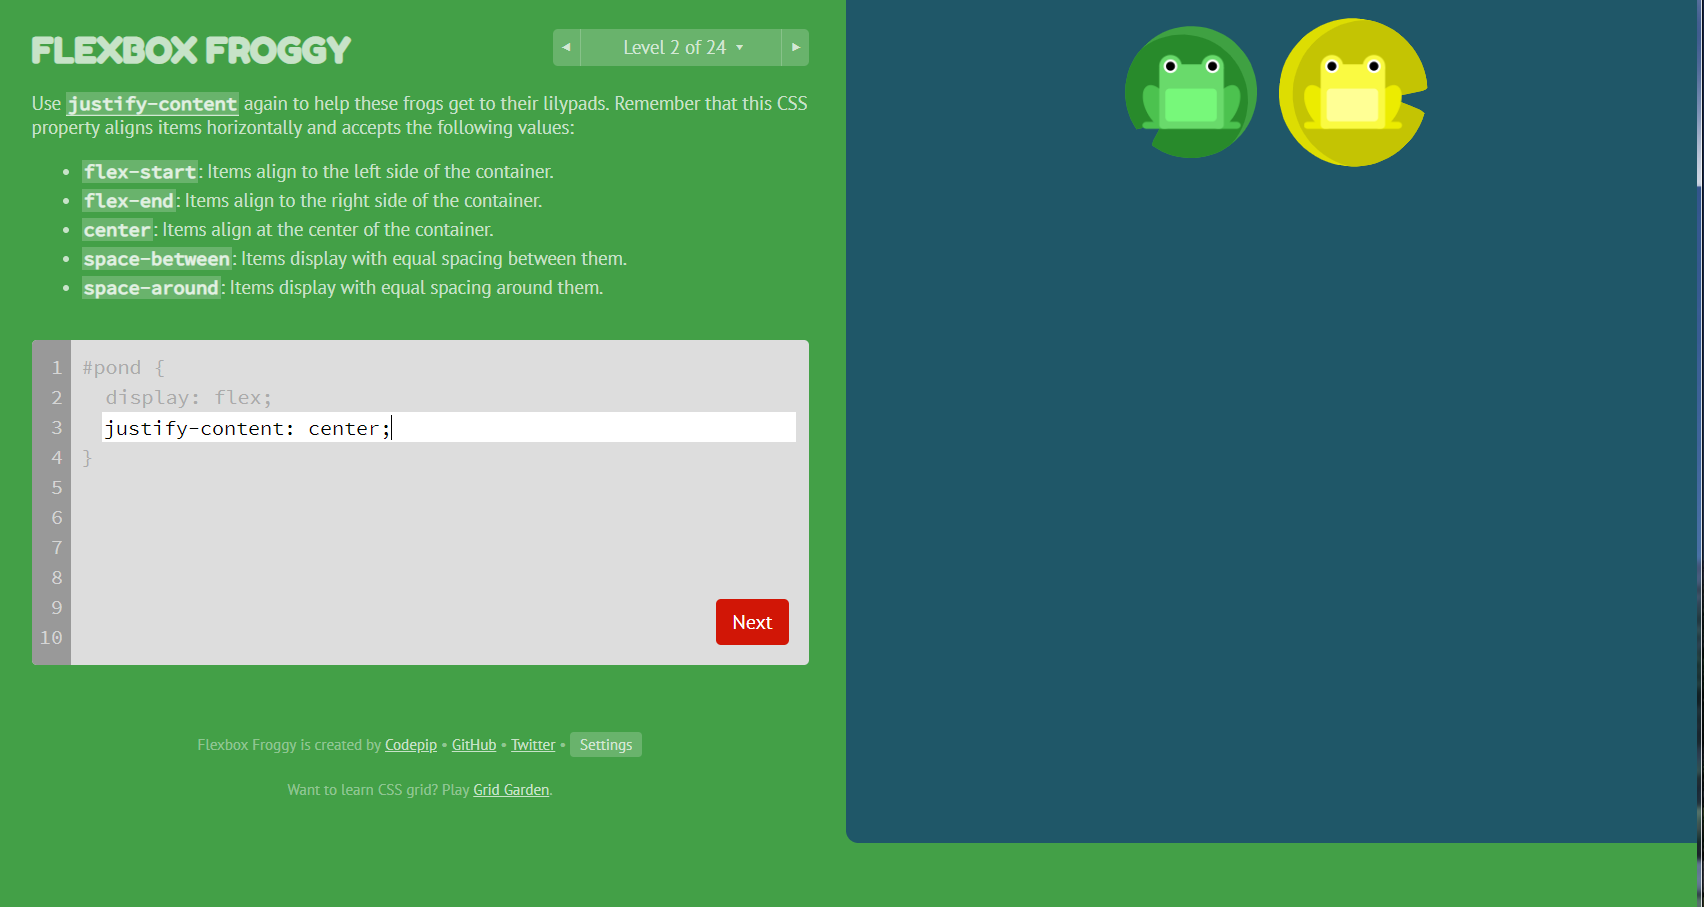 FLEXBOX FROGGY
◄ Level 2 of 24 ▾ ►
Use justify-content again to help these frogs get to their lilypads. Remember that this CSS
property aligns items horizontally and accepts the following values:
• flex-start: Items align to the left side of the container.
• flex-end: Items align to the right side of the container.
• center: Items align at the center of the container.
• space-between: Items display with equal spacing between them.
• space-around: Items display with equal spacing around them.
1 #pond {
2 display: flex;
3 justify-content: center;
4 }
5
6
7
8
9
10
Next
Flexbox Froggy is created by Codepip • GitHub • Twitter • Settings
Want to learn CSS grid? Play Grid Garden.